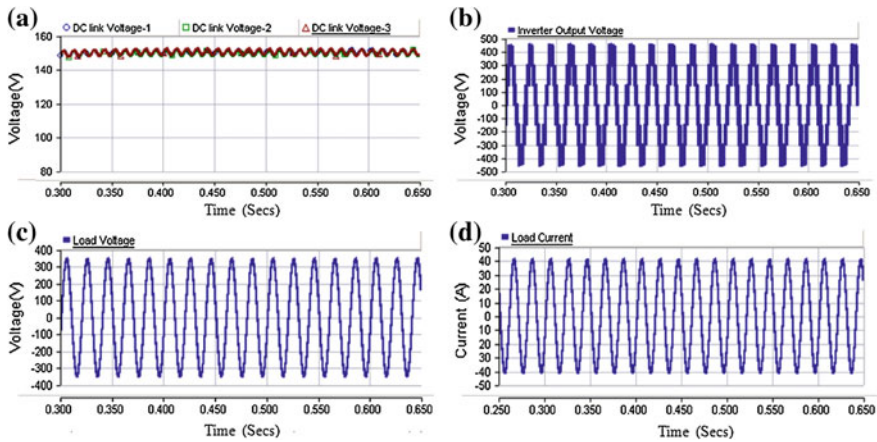 (a)
DC link Voltage-1 DC link Voltage-2 DC link Voltage-3
160
140
120
100
80
Voltage(V)
0.300 0.350 0.400 0.450 0.500 0.550 0.600 0.650
Time (Secs)
(b)
Inverter Output Voltage
500
400
300
200
100
0
-100
-200
-300
-400
-500
Voltage(V)
0.300 0.350 0.400 0.450 0.500 0.550 0.600 0.650
Time (Secs)
(c)
Load Voltage
400
300
200
100
0
-100
-200
-300
-400
Voltage(V)
0.300 0.350 0.400 0.450 0.500 0.550 0.600 0.650
Time (Secs)
(d)
Load Current
50
40
30
20
10
0
-10
-20
-30
-40
-50
Current (A)
0.250 0.300 0.350 0.400 0.450 0.500 0.550 0.600 0.650
Time (Secs)